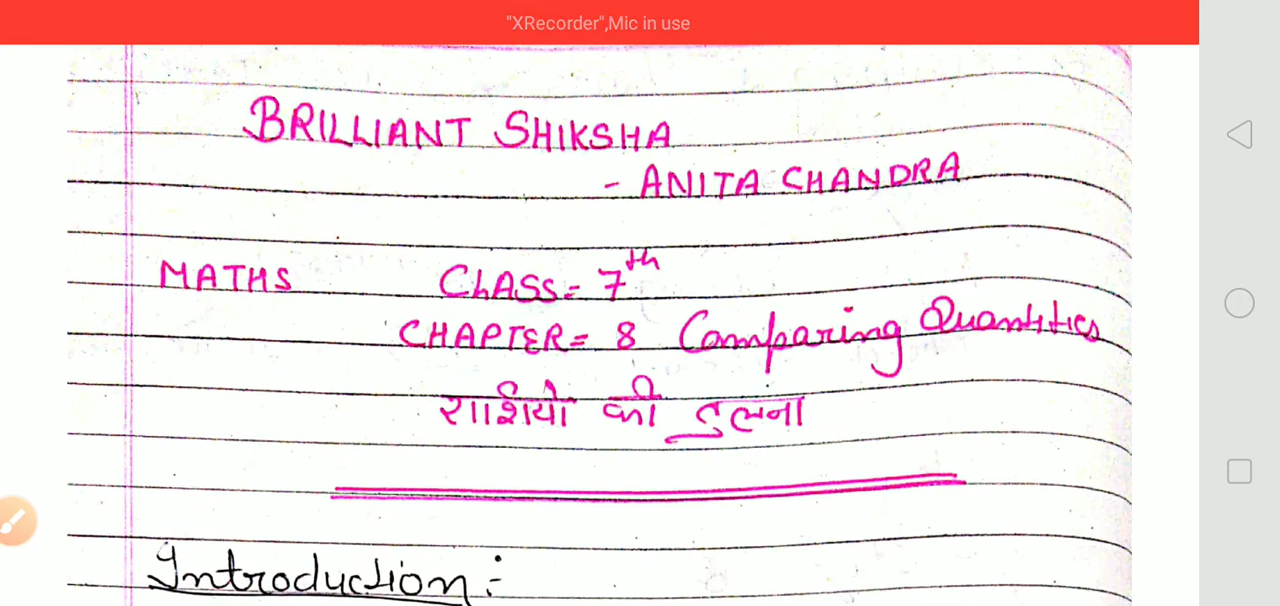 "XRecorder",Mic in use
BRILLIANT SHIKSHA
- ANITA CHANDRA
MATHS CLASS= 7th
CHAPTER= 8 Comparing Quantities
राशियो की तुलना
Introduction:-